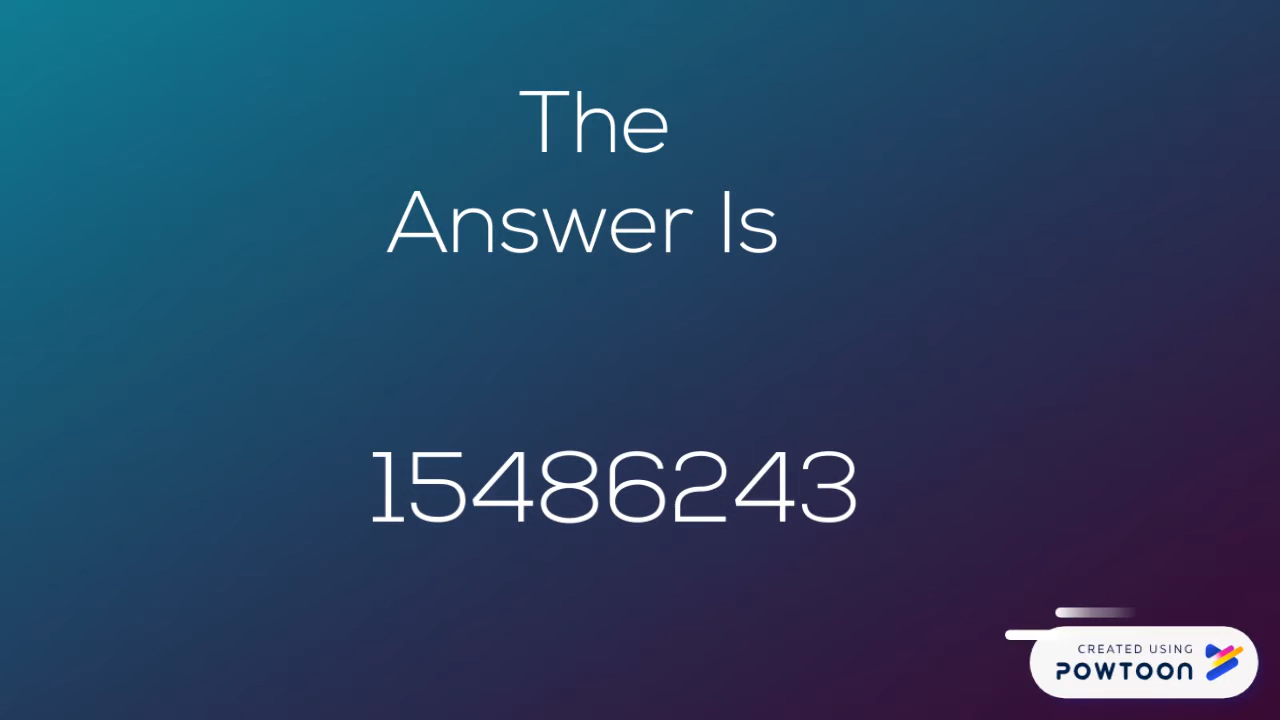 The
Answer Is
15486243
CREATED USING
POWTOON